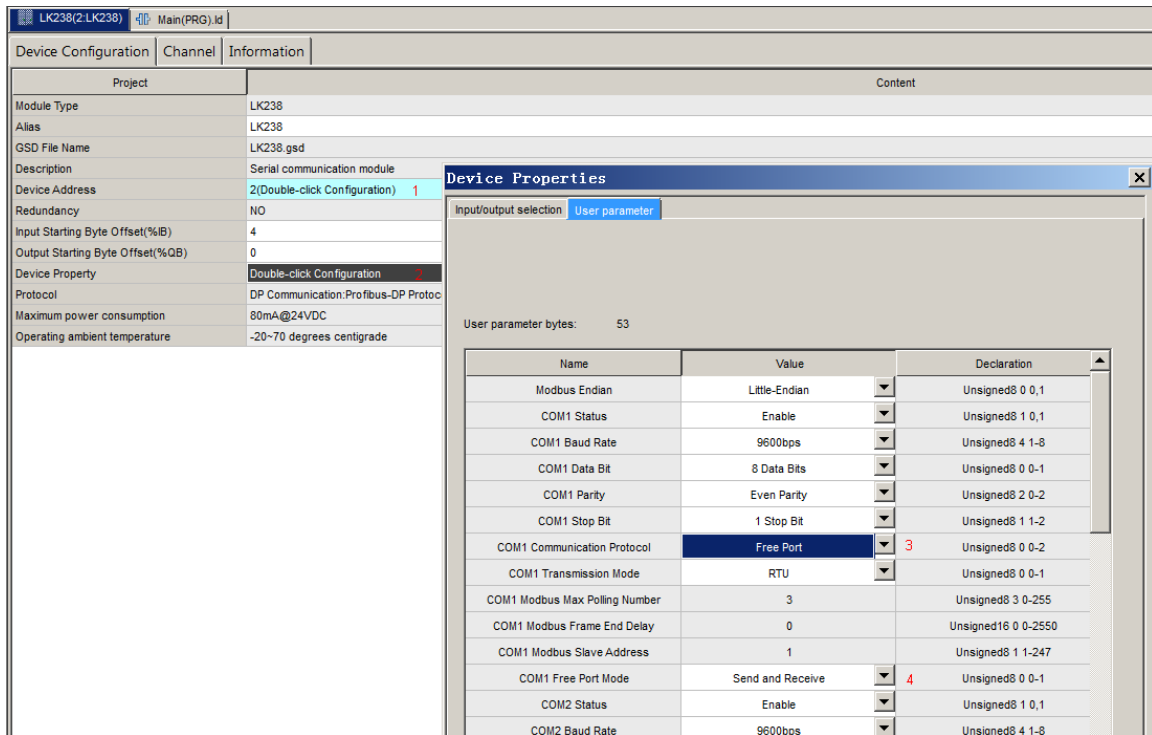 LK238(2:LK238) Main(PRG).ld
Device Configuration Channel Information
Project Content
Module Type LK238
Alias LK238
GSD File Name LK238.gsd
Description Serial communication module
Device Address 2(Double-click Configuration) 1
Redundancy NO
Input Starting Byte Offset(%IB) 4
Output Starting Byte Offset(%QB) 0
Device Property Double-click Configuration 2
Protocol DP Communication:Profibus-DP Protoc
Maximum power consumption 80mA@24VDC
Operating ambient temperature -20~70 degrees centigrade
Device Properties
Input/output selection User parameter
User parameter bytes: 53
Name Value Declaration
Modbus Endian Little-Endian Unsigned8 0 0,1
COM1 Status Enable Unsigned8 1 0,1
COM1 Baud Rate 9600bps Unsigned8 4 1-8
COM1 Data Bit 8 Data Bits Unsigned8 0 0-1
COM1 Parity Even Parity Unsigned8 2 0-2
COM1 Stop Bit 1 Stop Bit Unsigned8 1 1-2
COM1 Communication Protocol Free Port 3 Unsigned8 0 0-2
COM1 Transmission Mode RTU Unsigned8 0 0-1
COM1 Modbus Max Polling Number 3 Unsigned8 3 0-255
COM1 Modbus Frame End Delay 0 Unsigned16 0 0-2550
COM1 Modbus Slave Address 1 Unsigned8 1 1-247
COM1 Free Port Mode Send and Receive 4 Unsigned8 0 0-1
COM2 Status Enable Unsigned8 1 0,1
COM2 Baud Rate 9600bps Unsigned8 4 1-8